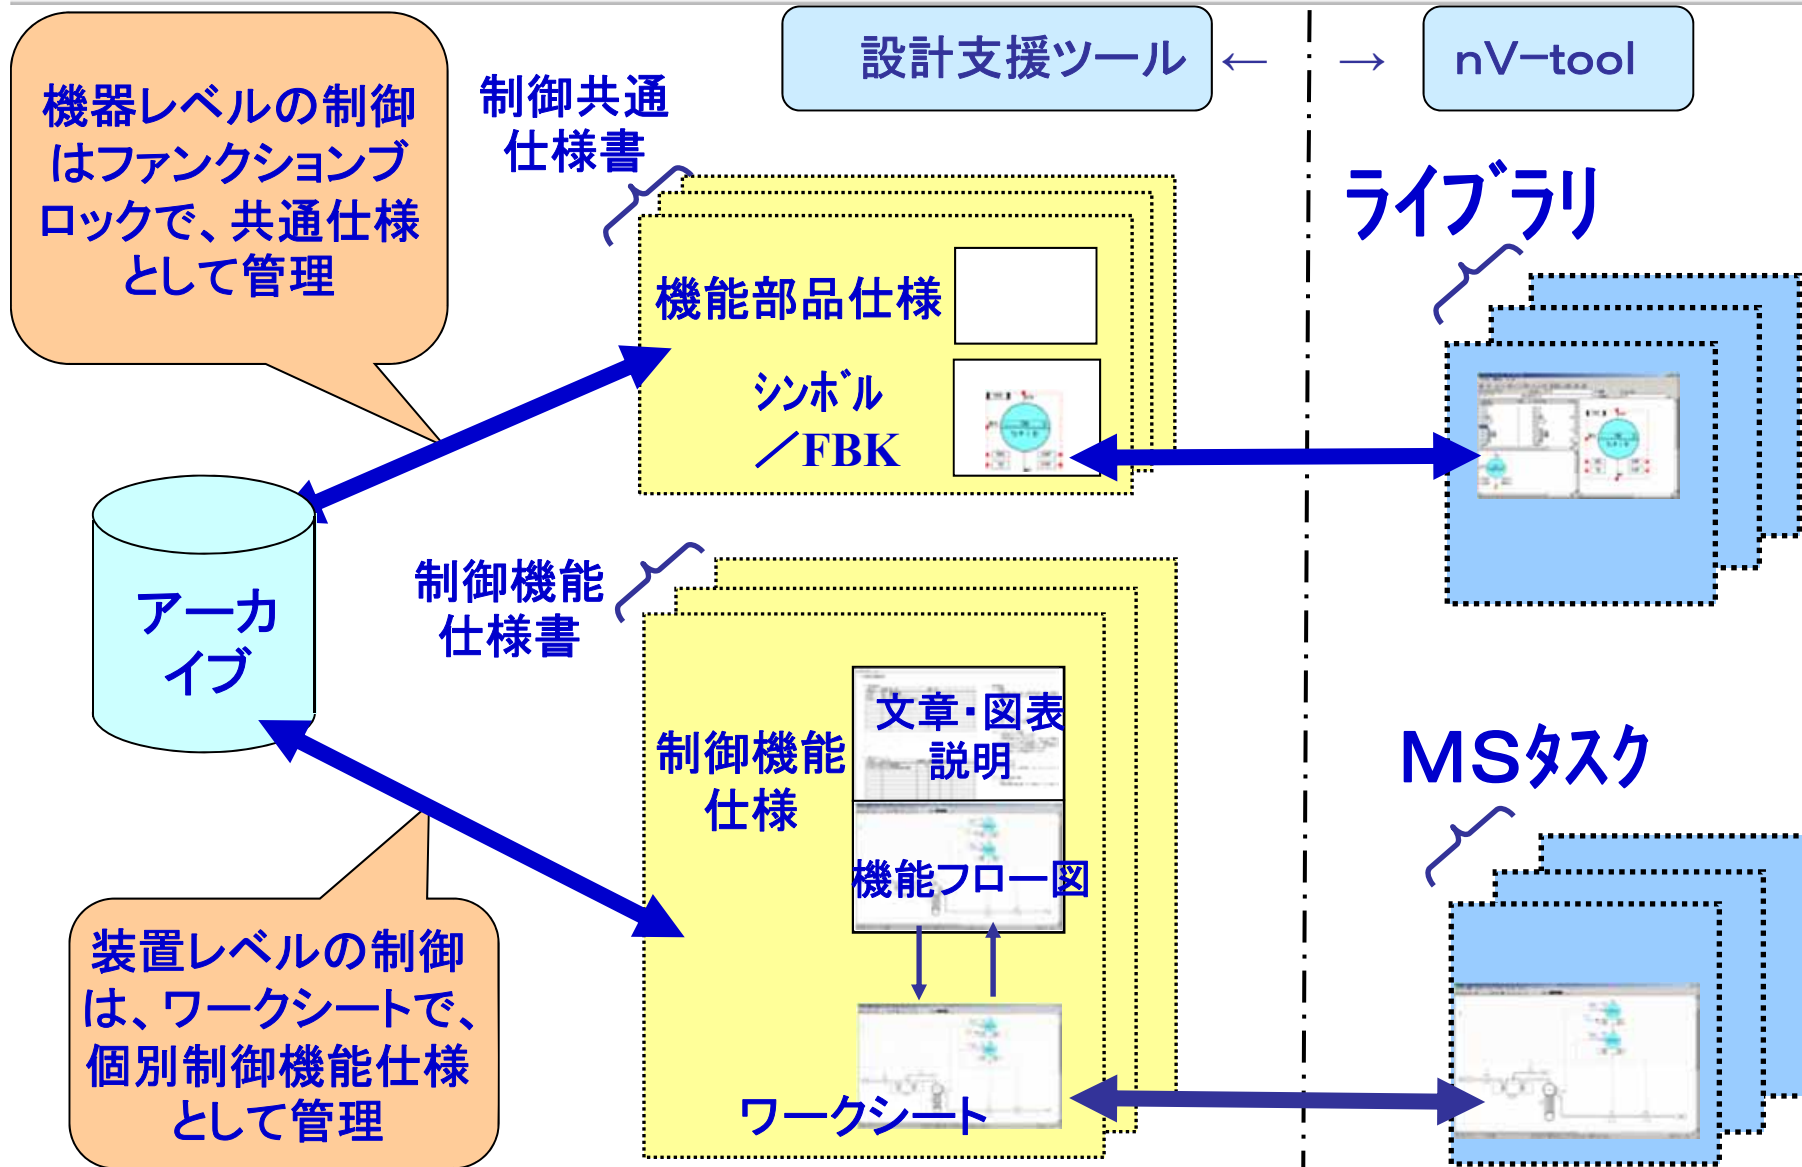 設計支援ツール ← → nV-tool
機器レベルの制御
はファンクションブ
ロックで、共通仕様
として管理
制御共通
仕様書
機能部品仕様
シンボル
／FBK
ライブラリ
アーカ
イブ
制御機能
仕様書
制御機能
仕様
文章・図表
説明
機能フロー図
ワークシート
MSタスク
装置レベルの制御
は、ワークシートで、
個別制御機能仕様
として管理